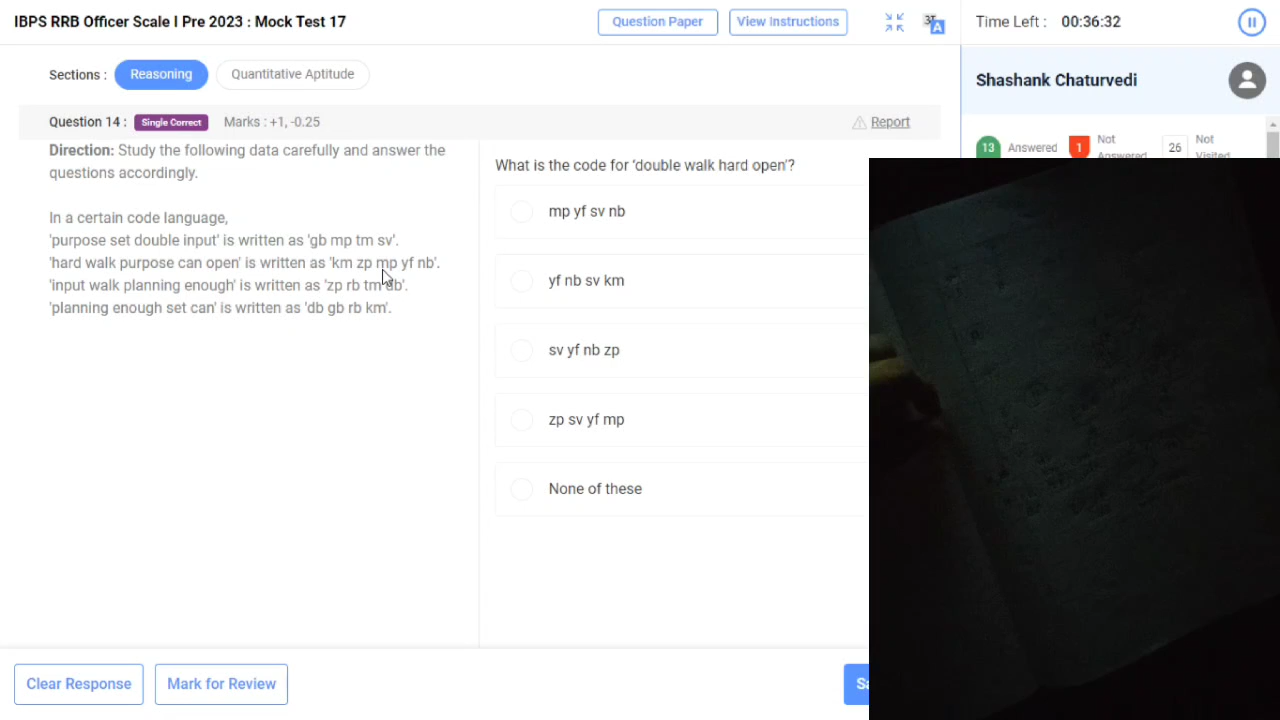 IBPS RRB Officer Scale I Pre 2023 : Mock Test 17
Question Paper
View Instructions
Time Left : 00:36:32
Sections : Reasoning Quantitative Aptitude
Shashank Chaturvedi
Question 14 : Single Correct Marks : +1, -0.25
Report
13 Answered
1 Not Answered
26 Not Visited
Direction: Study the following data carefully and answer the
questions accordingly.
In a certain code language,
'purpose set double input' is written as 'gb mp tm sv'.
'hard walk purpose can open' is written as 'km zp mp yf nb'.
'input walk planning enough' is written as 'zp rb tm db'.
'planning enough set can' is written as 'db gb rb km'.
What is the code for ‘double walk hard open’?
mp yf sv nb
yf nb sv km
sv yf nb zp
zp sv yf mp
None of these
Clear Response
Mark for Review